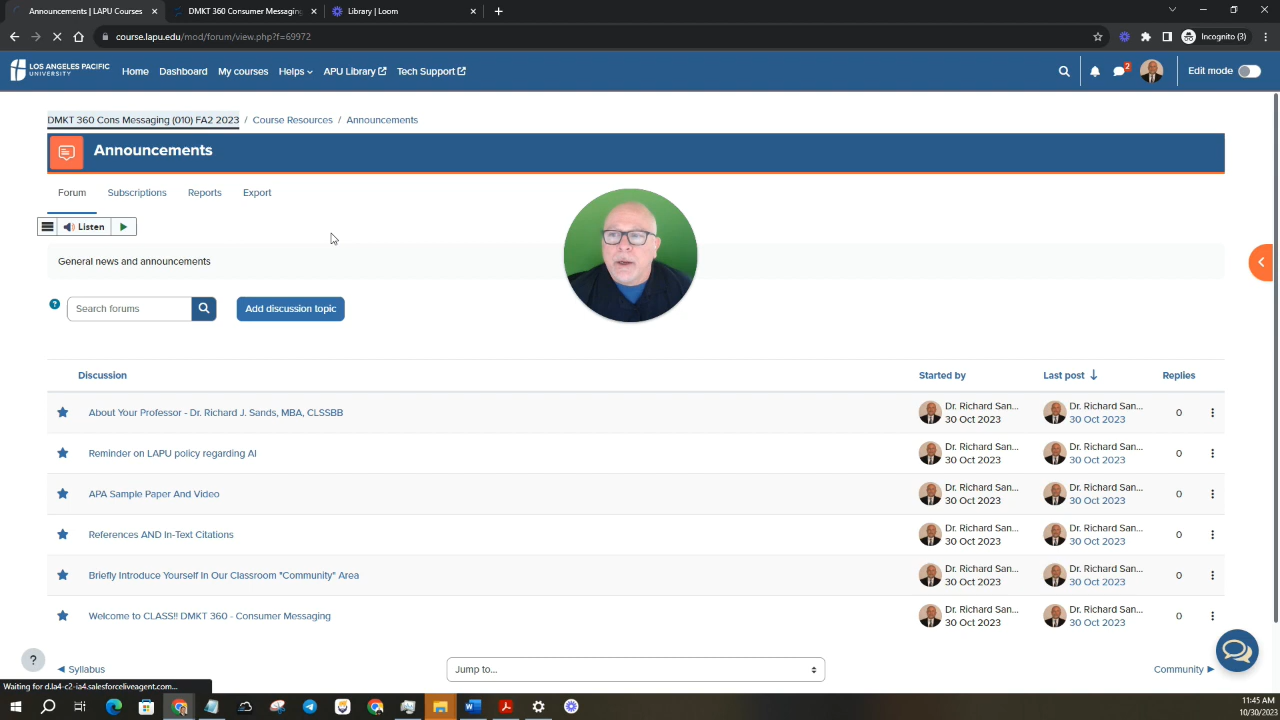 Announcements | LAPU Courses
DMKT 360 Consumer Messaging
Library | Loom
course.lapu.edu/mod/forum/view.php?f=69972
Incognito (3)
LOS ANGELES PACIFIC
UNIVERSITY
Home
Dashboard
My courses
Helps
APU Library
Tech Support
2
Edit mode
DMKT 360 Cons Messaging (010) FA2 2023 / Course Resources / Announcements
Announcements
Forum
Subscriptions
Reports
Export
Listen
General news and announcements
?
Search forums
Add discussion topic
Discussion
Started by
Last post
Replies
About Your Professor - Dr. Richard J. Sands, MBA, CLSSBB
Dr. Richard San...
30 Oct 2023
Dr. Richard San...
30 Oct 2023
0
Reminder on LAPU policy regarding AI
Dr. Richard San...
30 Oct 2023
Dr. Richard San...
30 Oct 2023
0
APA Sample Paper And Video
Dr. Richard San...
30 Oct 2023
Dr. Richard San...
30 Oct 2023
0
References AND In-Text Citations
Dr. Richard San...
30 Oct 2023
Dr. Richard San...
30 Oct 2023
0
Briefly Introduce Yourself In Our Classroom "Community" Area
Dr. Richard San...
30 Oct 2023
Dr. Richard San...
30 Oct 2023
0
Welcome to CLASS!! DMKT 360 - Consumer Messaging
Dr. Richard San...
30 Oct 2023
Dr. Richard San...
30 Oct 2023
0
?
◀ Syllabus
Jump to...
Community ▶
Waiting for d.la4-c2-ia4.salesforceliveagent.com...
11:45 AM
10/30/2023